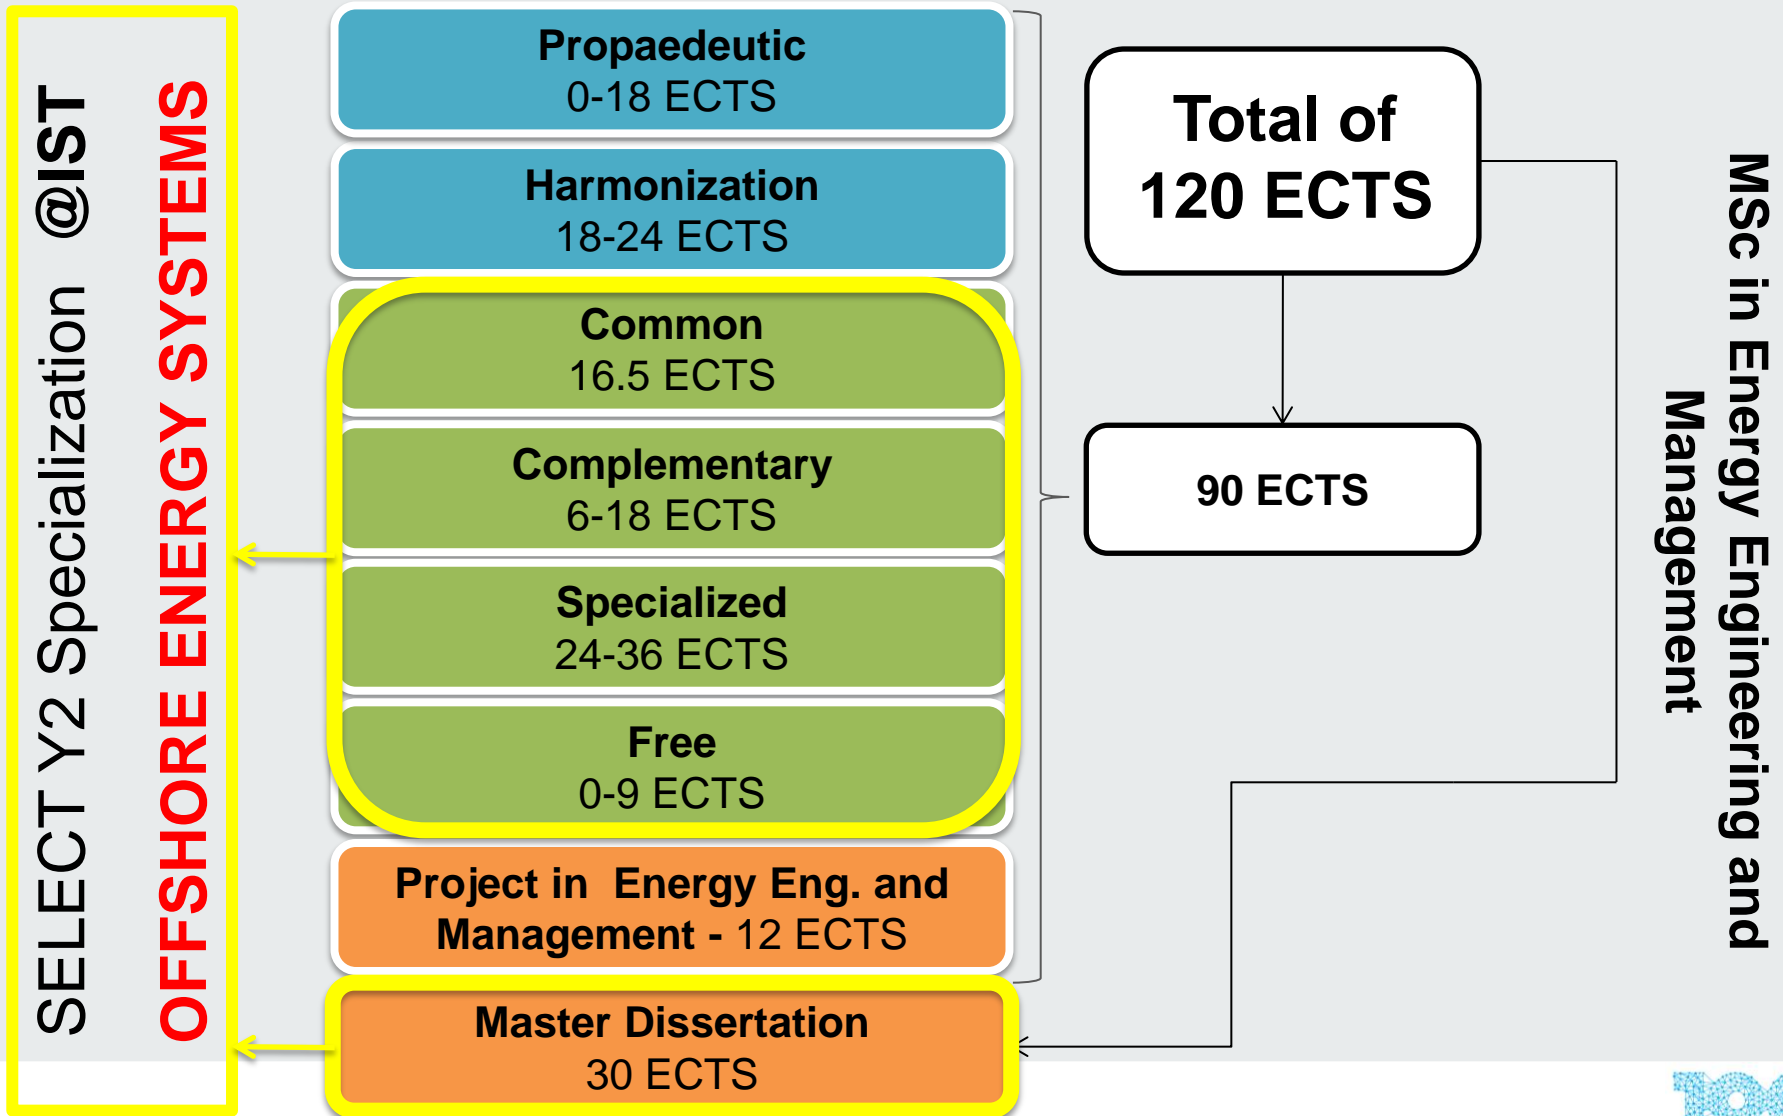 SELECT Y2 Specialization @IST
OFFSHORE ENERGY SYSTEMS
Propaedeutic
0-18 ECTS
Harmonization
18-24 ECTS
Common
16.5 ECTS
Complementary
6-18 ECTS
Specialized
24-36 ECTS
Free
0-9 ECTS
Project in Energy Eng. and
Management - 12 ECTS
Master Dissertation
30 ECTS
Total of
120 ECTS
90 ECTS
MSc in Energy Engineering and
Management